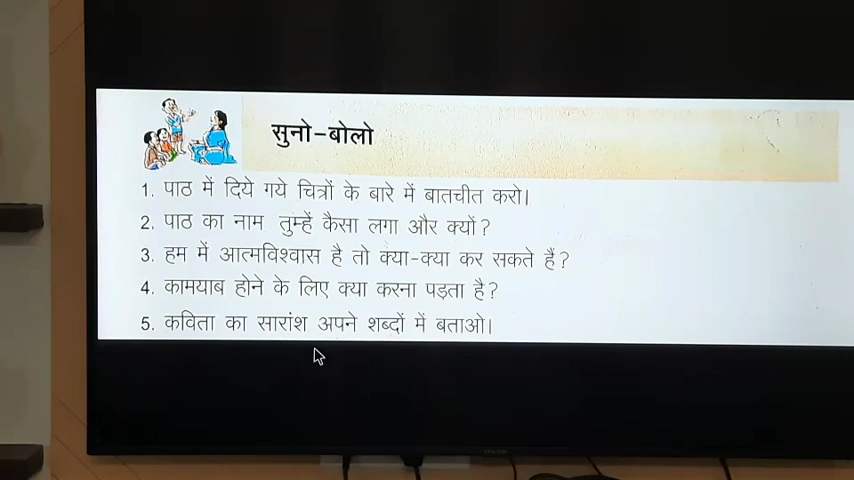 सुनो-बोलो
1. पाठ में दिये गये चित्रों के बारे में बातचीत करो।
2. पाठ का नाम तुम्हें कैसा लगा और क्यों?
3. हम में आत्मविश्वास है तो क्या-क्या कर सकते हैं?
4. कामयाब होने के लिए क्या करना पड़ता है?
5. कविता का सारांश अपने शब्दों में बताओ।